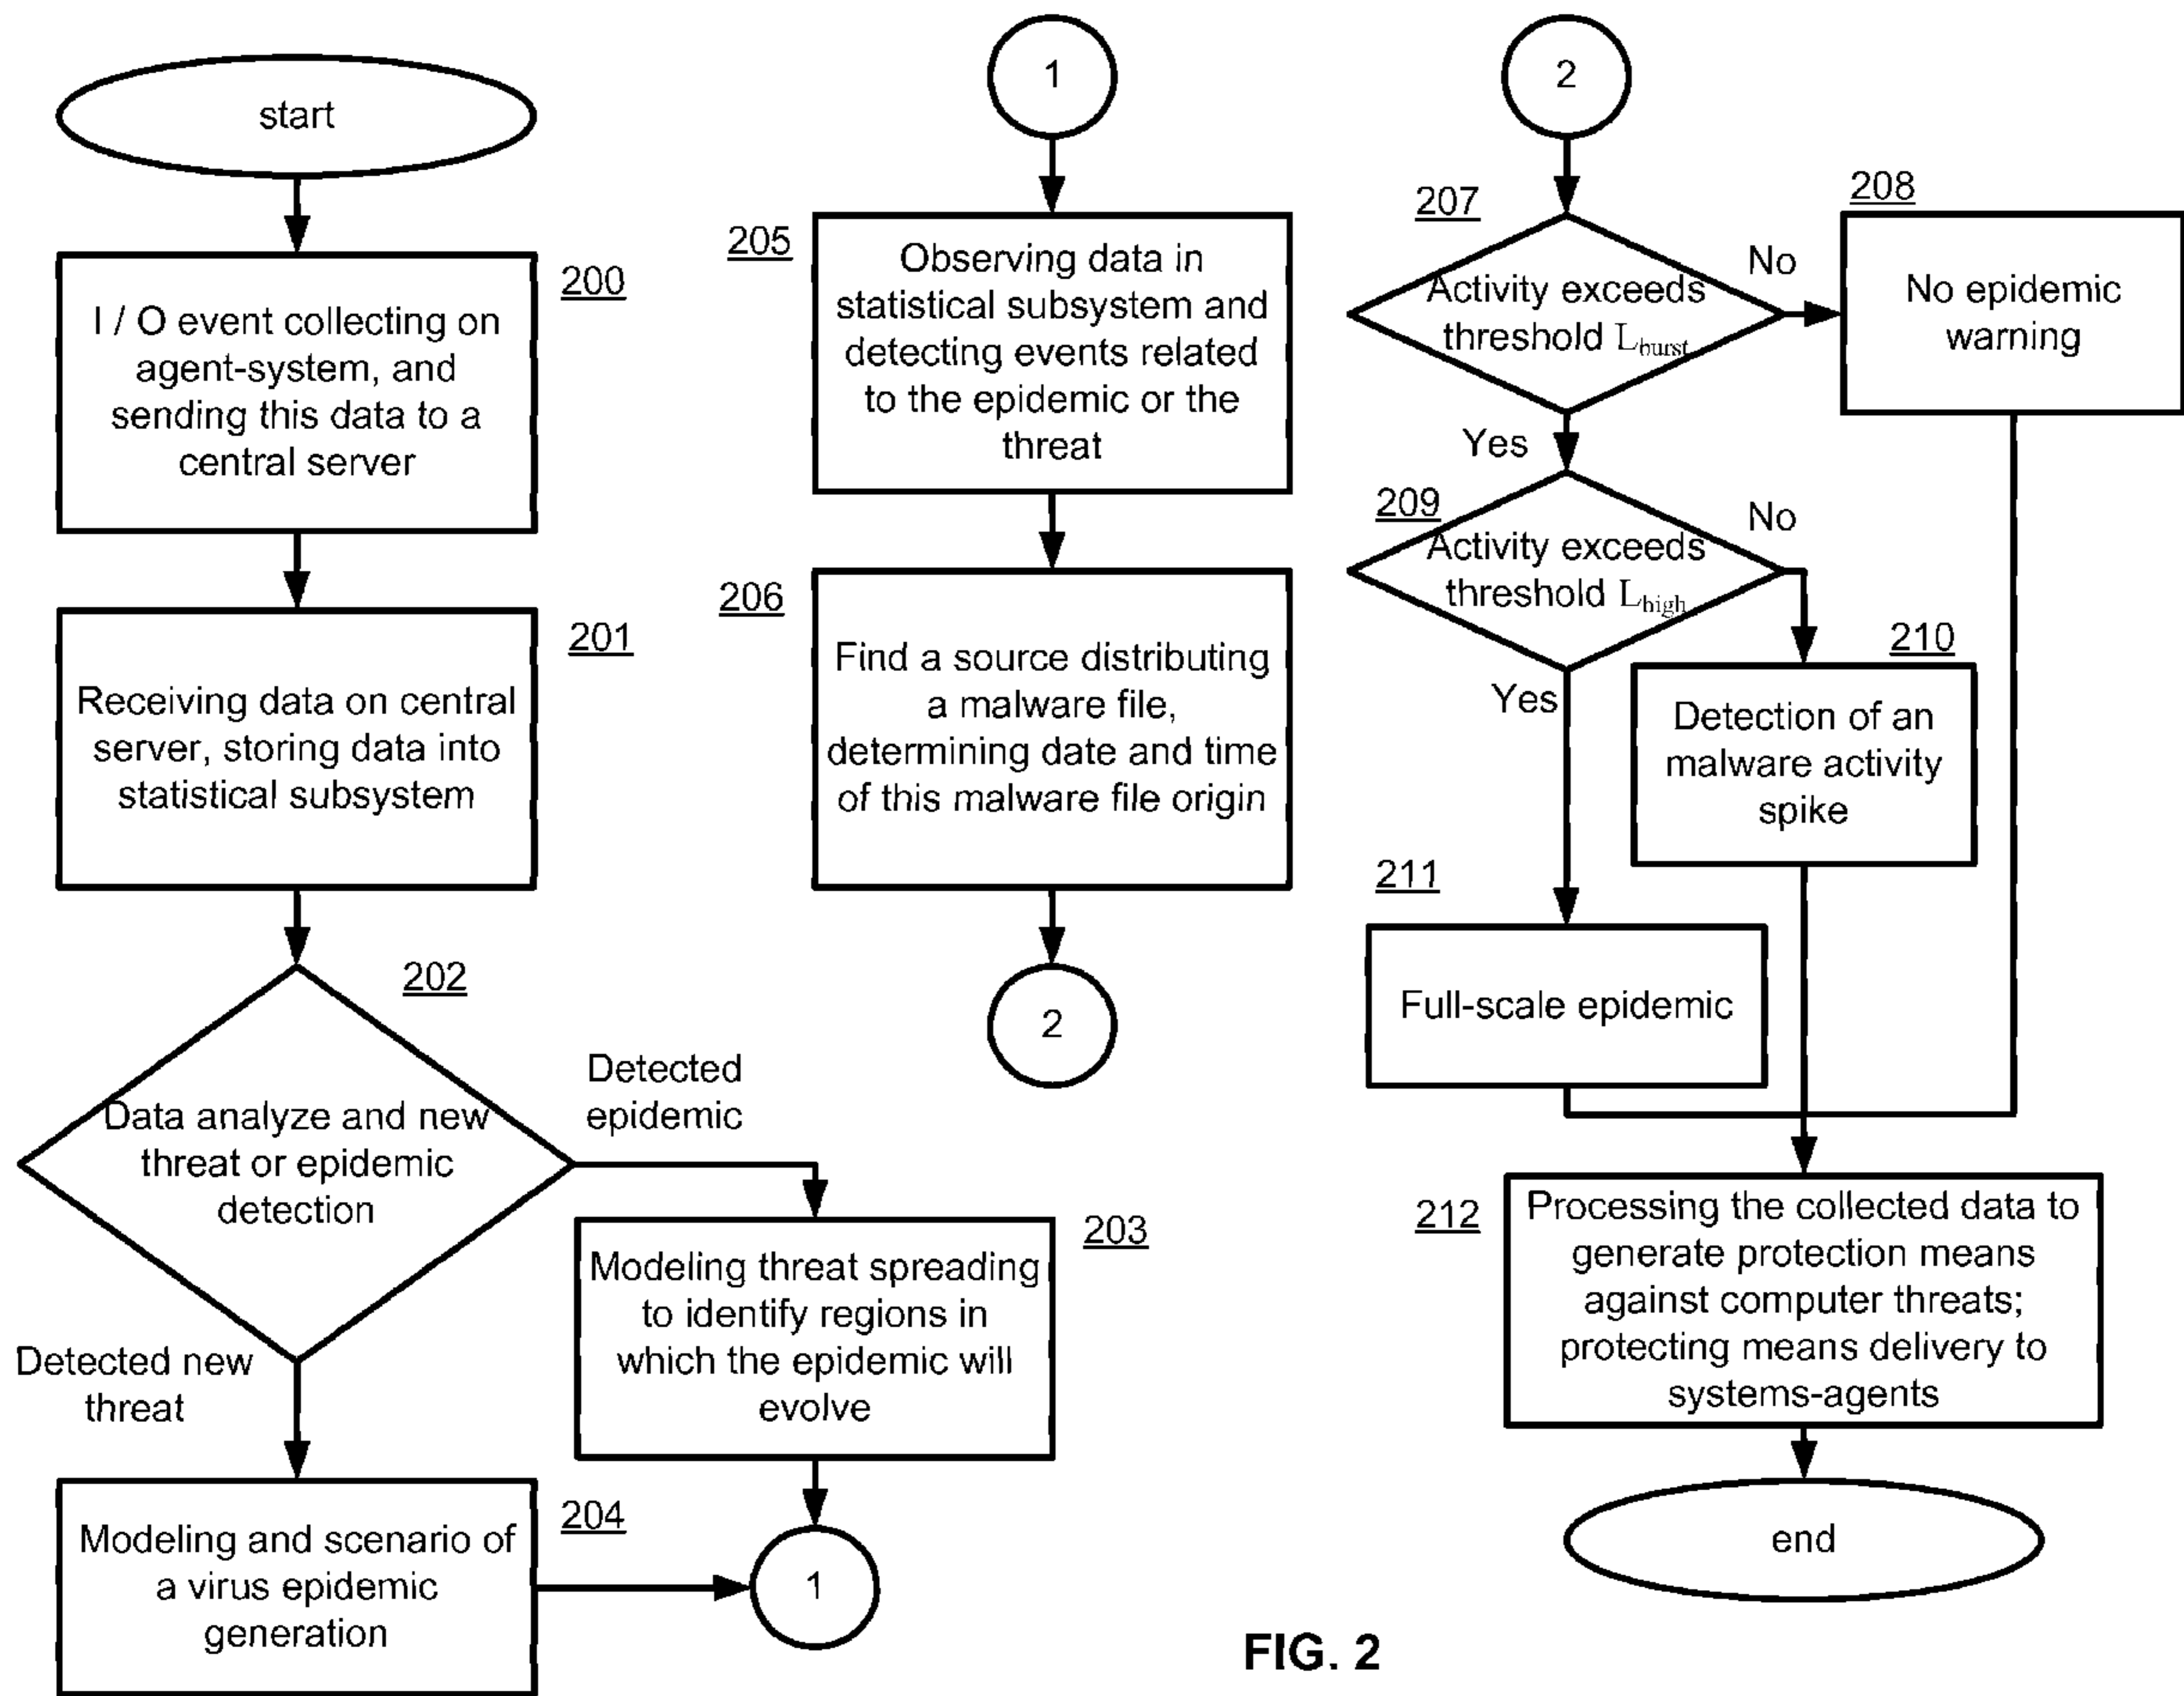 start
200
I / O event collecting on
agent-system, and
sending this data to a
central server
201
Receiving data on central
server, storing data into
statistical subsystem
202
Data analyze and new
threat or epidemic
detection
Detected
epidemic
Detected new
threat
203
Modeling threat spreading
to identify regions in
which the epidemic will
evolve
204
Modeling and scenario of
a virus epidemic
generation
1
1
205
Observing data in
statistical subsystem and
detecting events related
to the epidemic or the
threat
206
Find a source distributing
a malware file,
determining date and time
of this malware file origin
2
2
207
Activity exceeds
threshold Lburst
No
208
No epidemic
warning
Yes
209
Activity exceeds
threshold Lhigh
No
Yes
210
Detection of an
malware activity
spike
211
Full-scale epidemic
212
Processing the collected data to
generate protection means
against computer threats;
protecting means delivery to
systems-agents
end
FIG. 2